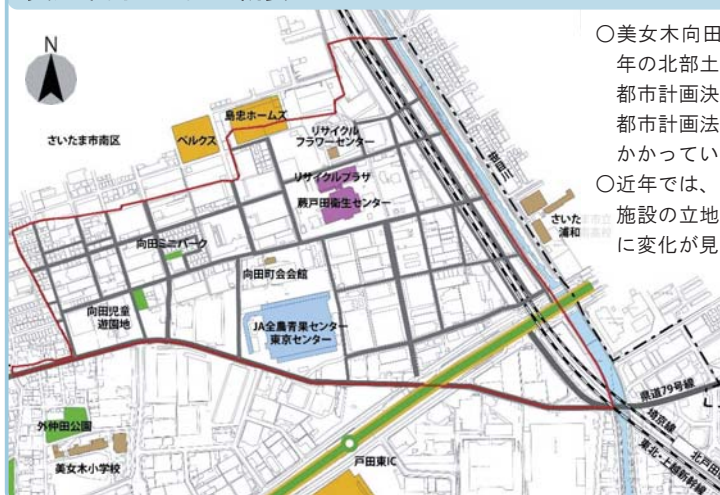 N
さいたま市南区
ベルクス
島忠ホームズ
リサイクル
フラワーセンター
リサイクルプラザ
蕨戸田衛生センター
向田ミニパーク
向田町会会館
向田児童
遊園地
JA全農青果センター
東京センター
外仲田公園
美女木小学校
戸田東IC
笹目川
さいた
浦和
県道79号線
埼京線
東北・上越新幹線
北戸田
○美女木向田
年の北部土
都市計画決
都市計画法
かかってい
○近年では、
施設の立地
に変化が見